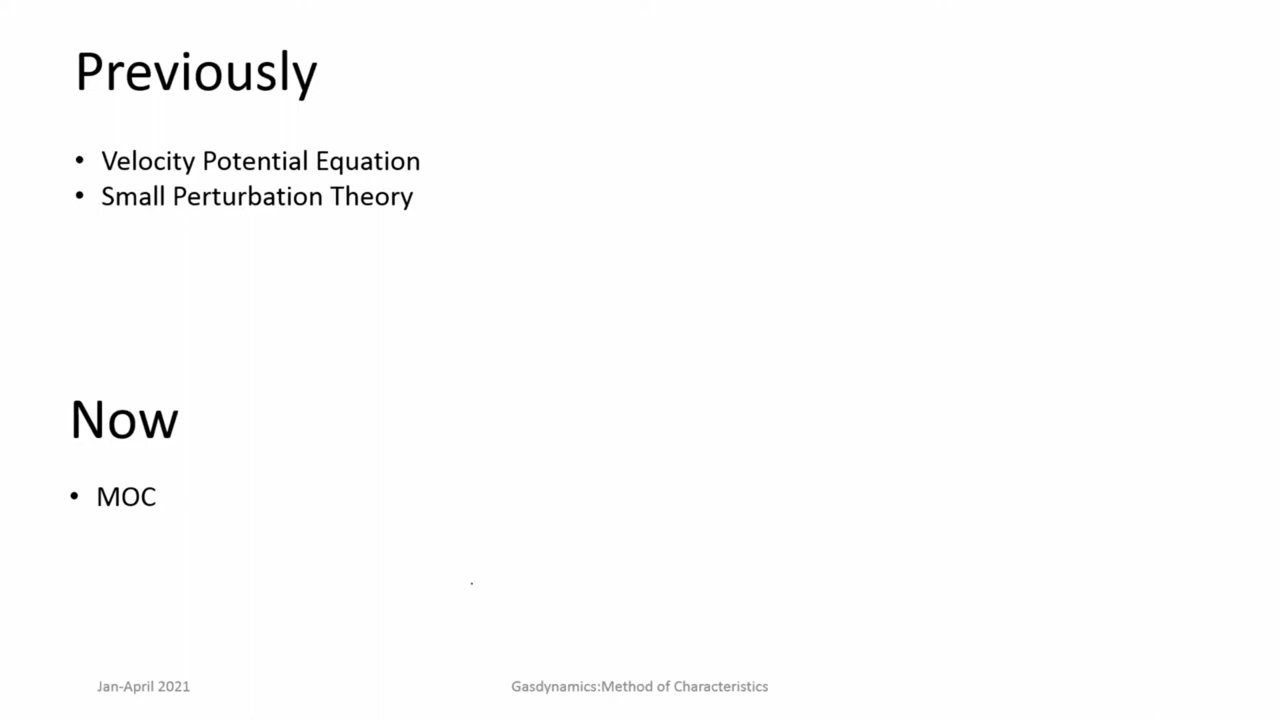 Previously
• Velocity Potential Equation
• Small Perturbation Theory
Now
• MOC
Jan-April 2021
Gasdynamics:Method of Characteristics